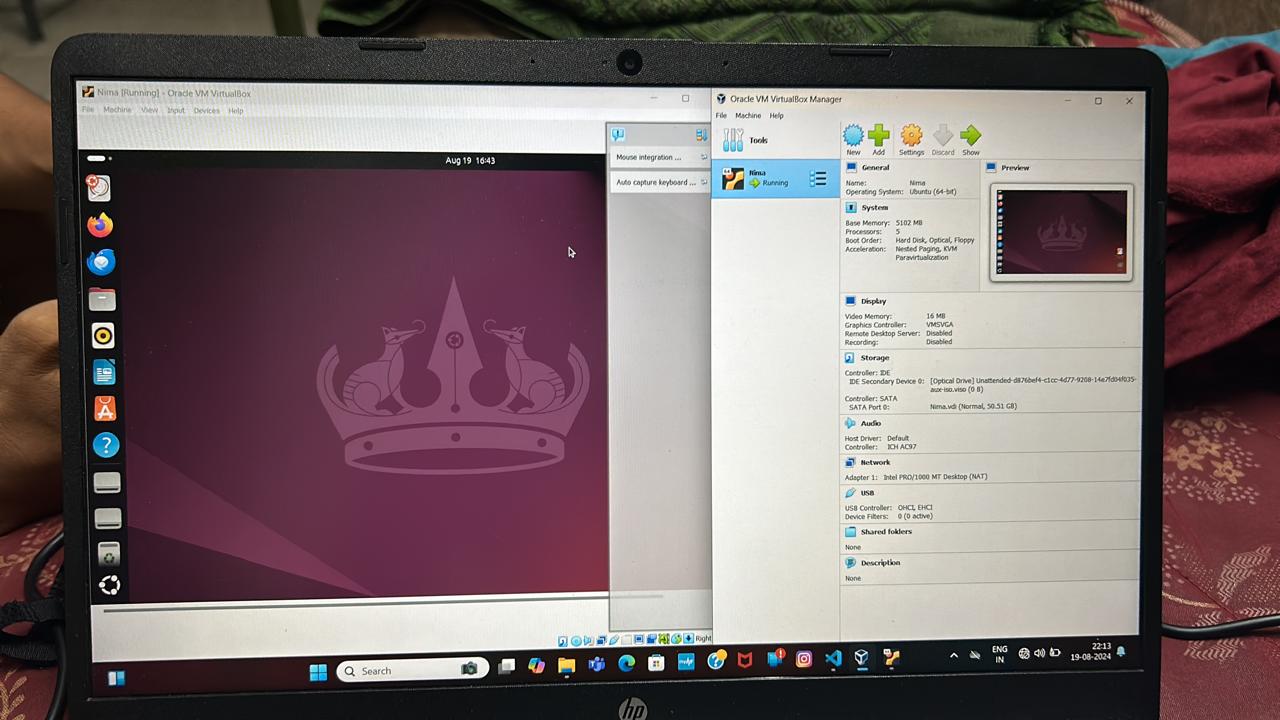 Nima [Running] - Oracle VM VirtualBox
File Machine View Input Devices Help
Aug 19 16:43
Mouse integration ...
Auto capture keyboard ...
Right
Oracle VM VirtualBox Manager
File Machine Help
Tools
New Add Settings Discard Show
Nima
Running
General
Name: Nima
Operating System: Ubuntu (64-bit)
Preview
System
Base Memory: 5102 MB
Processors: 5
Boot Order: Hard Disk, Optical, Floppy
Acceleration: Nested Paging, KVM
Paravirtualization
Display
Video Memory: 16 MB
Graphics Controller: VMSVGA
Remote Desktop Server: Disabled
Recording: Disabled
Storage
Controller: IDE
IDE Secondary Device 0: [Optical Drive] Unattended-d876bef4-c1cc-4d77-9208-14e7fd04f035-
aux-iso.viso (0 B)
Controller: SATA
SATA Port 0: Nima.vdi (Normal, 50.51 GB)
Audio
Host Driver: Default
Controller: ICH AC97
Network
Adapter 1: Intel PRO/1000 MT Desktop (NAT)
USB
USB Controller: OHCI, EHCI
Device Filters: 0 (0 active)
Shared folders
None
Description
None
Search
ENG
IN
22:13
19-08-2024
hp